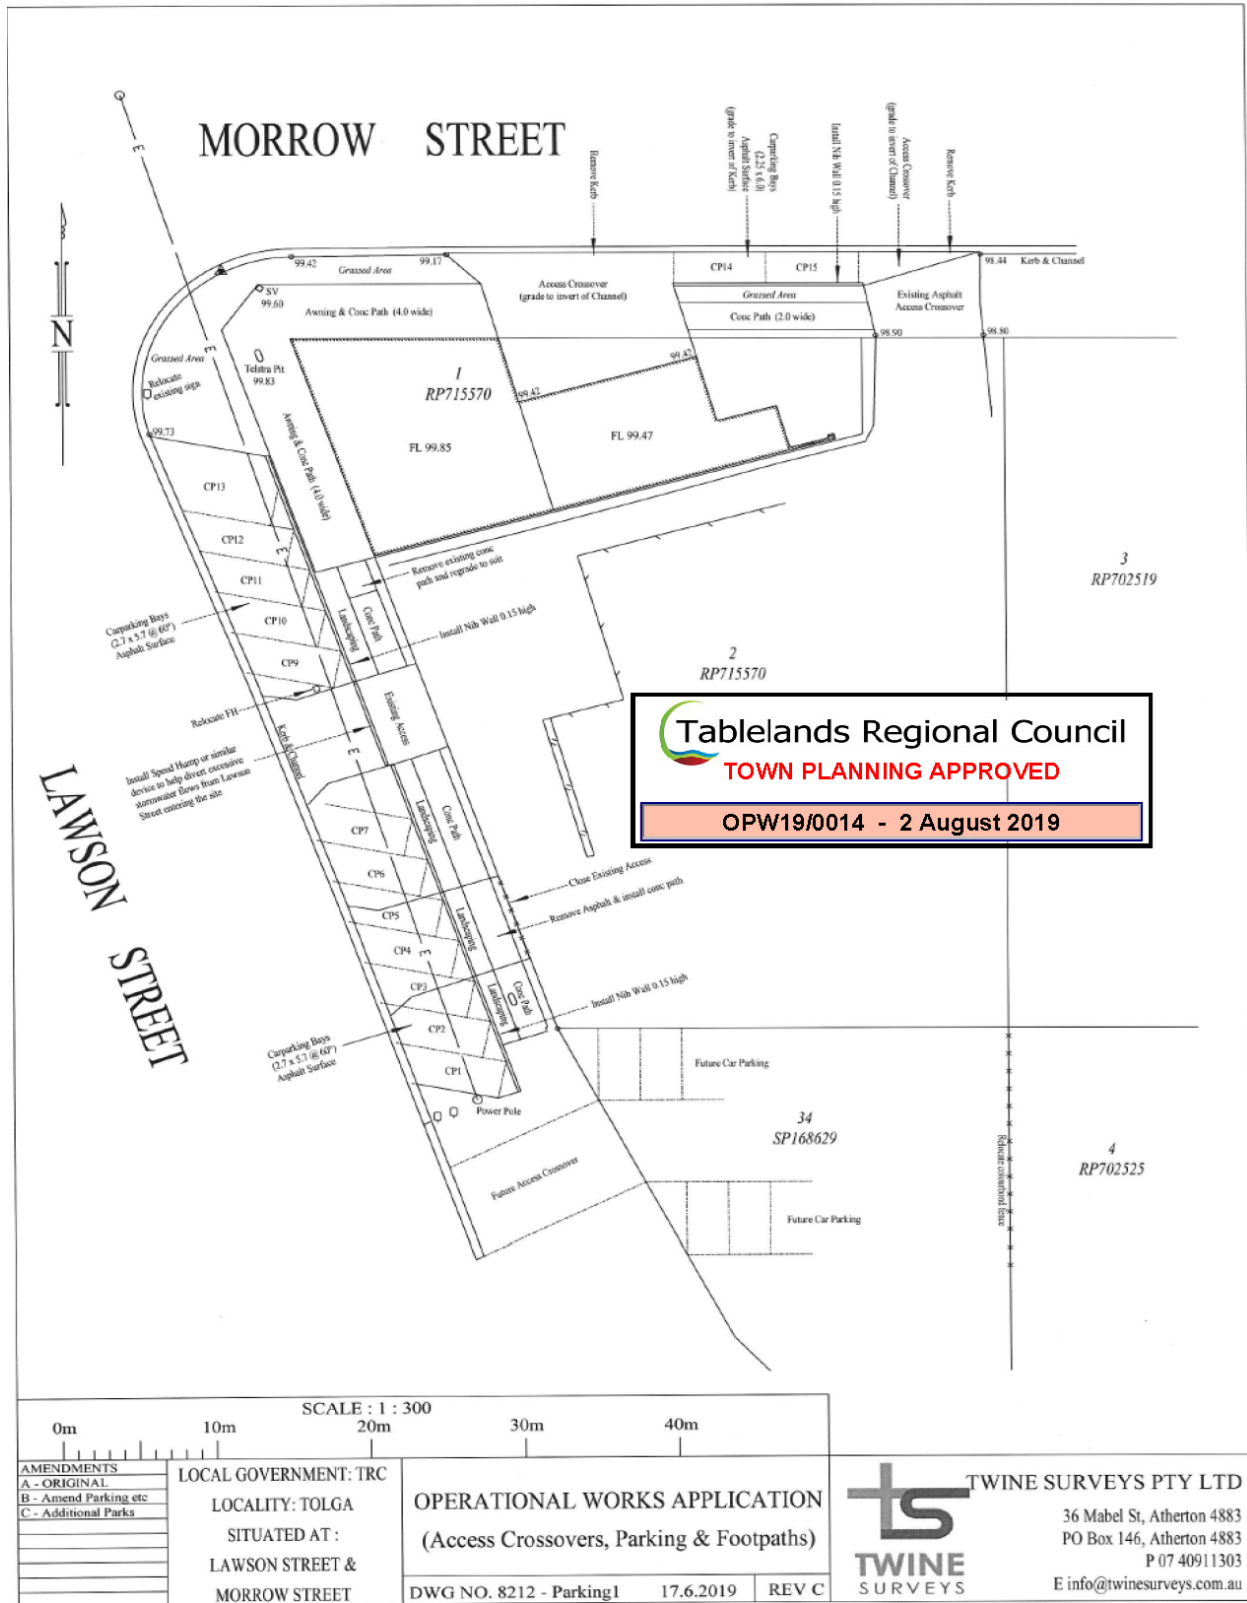 MORROW STREET
Remove Kerb
Carparking Bays
(2.25 x 6.0)
Asphalt Surface
(grade to invert of Kerb)
Install Nib Wall 0.15 high
Access Crossover
(grade to invert of Channel)
Remove Kerb
E
99.42
Grassed Area
99.17
CP14
CP15
98.44
Kerb & Channel
SV
99.60
Awning & Conc Path (4.0 wide)
Access Crossover
(grade to invert of Channel)
Grassed Area
Conc Path (2.0 wide)
Existing Asphalt
Access Crossover
98.90
98.80
N
E
Grassed Area
Telstra Pit
99.83
Relocate
existing sign
99.73
Awning & Conc Path (4.0 wide)
1
RP715570
99.42
99.42
FL 99.85
FL 99.47
CP13
CP12
E
CP11
CP10
CP9
Carparking Bays
(2.7 x 5.7 @ 60°)
Asphalt Surface
Remove existing conc
path and regrade to suit
Landscaping
Conc Path
Install Nib Wall 0.15 high
3
RP702519
2
RP715570
Relocate FH
Existing Access
Kerb & Channel
E
Install Speed Hump or similar
device to help divert excessive
stormwater flows from Lawson
Street entering the site
Tablelands Regional Council
TOWN PLANNING APPROVED
OPW19/0014 - 2 August 2019
LAWSON STREET
CP7
CP6
CP5
CP4
E
CP3
CP2
CP1
Landscaping
Conc Path
Close Existing Access
Remove Asphalt & install conc path
Landscaping
Landscaping
Conc Path
Install Nib Wall 0.15 high
Carparking Bays
(2.7 x 5.7 @ 60°)
Asphalt Surface
Power Pole
Future Access Crossover
Future Car Parking
34
SP168629
Relocate colourbond fence
4
RP702525
Future Car Parking
SCALE : 1 : 300
0m 10m 20m 30m 40m
AMENDMENTS
A - ORIGINAL
B - Amend Parking etc
C - Additional Parks
LOCAL GOVERNMENT: TRC
LOCALITY: TOLGA
SITUATED AT :
LAWSON STREET &
MORROW STREET
OPERATIONAL WORKS APPLICATION
(Access Crossovers, Parking & Footpaths)
DWG NO. 8212 - Parking1 17.6.2019 REV C
ts
TWINE
SURVEYS
TWINE SURVEYS PTY LTD
36 Mabel St, Atherton 4883
PO Box 146, Atherton 4883
P 07 40911303
E info@twinesurveys.com.au